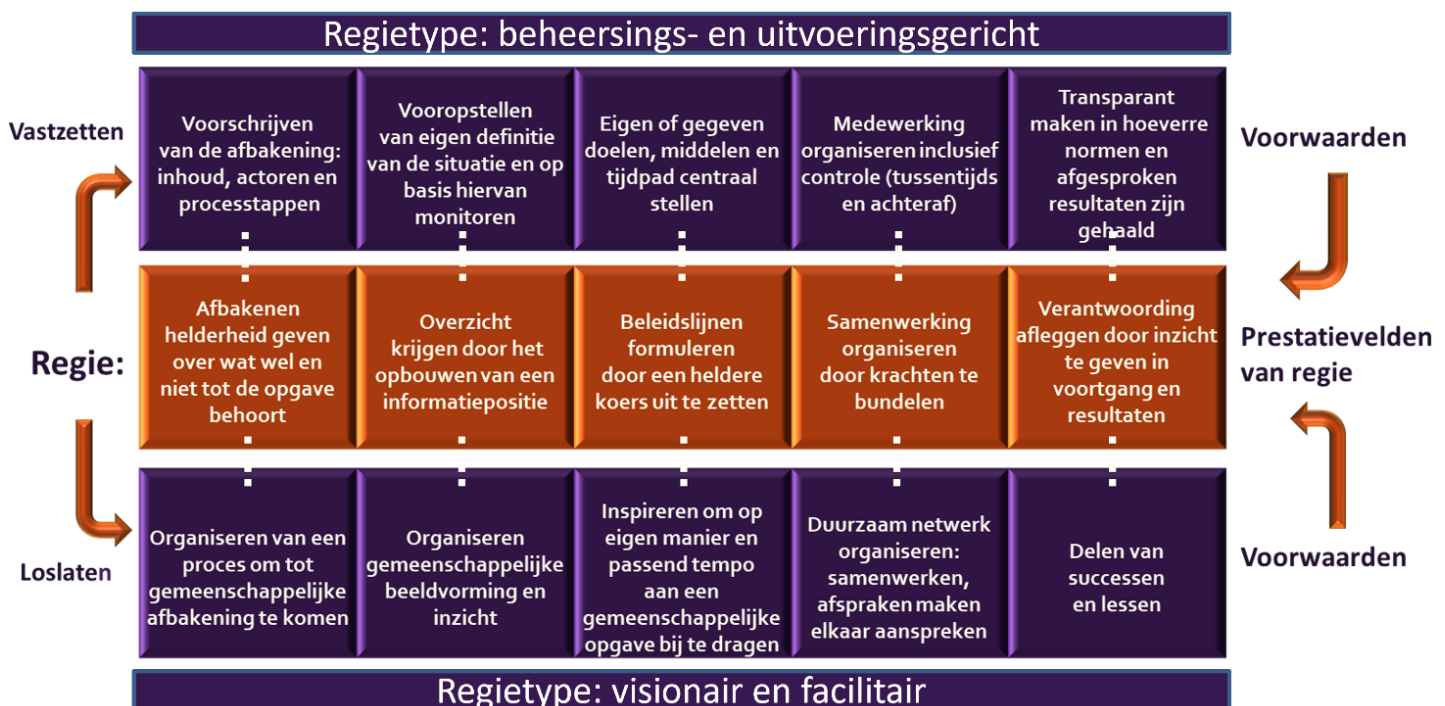 Regietype: beheersings- en uitvoeringsgericht
Vastzetten
Voorschrijven
van de afbakening:
inhoud, actoren en
processtappen
Vooropstellen
van eigen definitie
van de situatie en op
basis hiervan
monitoren
Eigen of gegeven
doelen, middelen en
tijdpad centraal
stellen
Medewerking
organiseren inclusief
controle (tussentijds
en achteraf)
Transparant
maken in hoeverre
normen en
afgesproken
resultaten zijn
gehaald
Voorwaarden
Regie:
Afbakenen
helderheid geven
over wat wel en
niet tot de opgave
behoort
Overzicht
krijgen door het
opbouwen van een
informatiepositie
Beleidslijnen
formuleren
door een heldere
koers uit te zetten
Samenwerking
organiseren
door krachten te
bundelen
Verantwoording
afleggen door inzicht
te geven in
voortgang en
resultaten
Prestatievelden
van regie
Loslaten
Organiseren van een
proces om tot
gemeenschappelijke
afbakening te komen
Organiseren
gemeenschappelijke
beeldvorming en
inzicht
Inspireren om op
eigen manier en
passend tempo
aan een
gemeenschappelijke
opgave bij te dragen
Duurzaam netwerk
organiseren:
samenwerken,
afspraken maken
elkaar aanspreken
Delen van
successen
en lessen
Voorwaarden
Regietype: visionair en facilitair